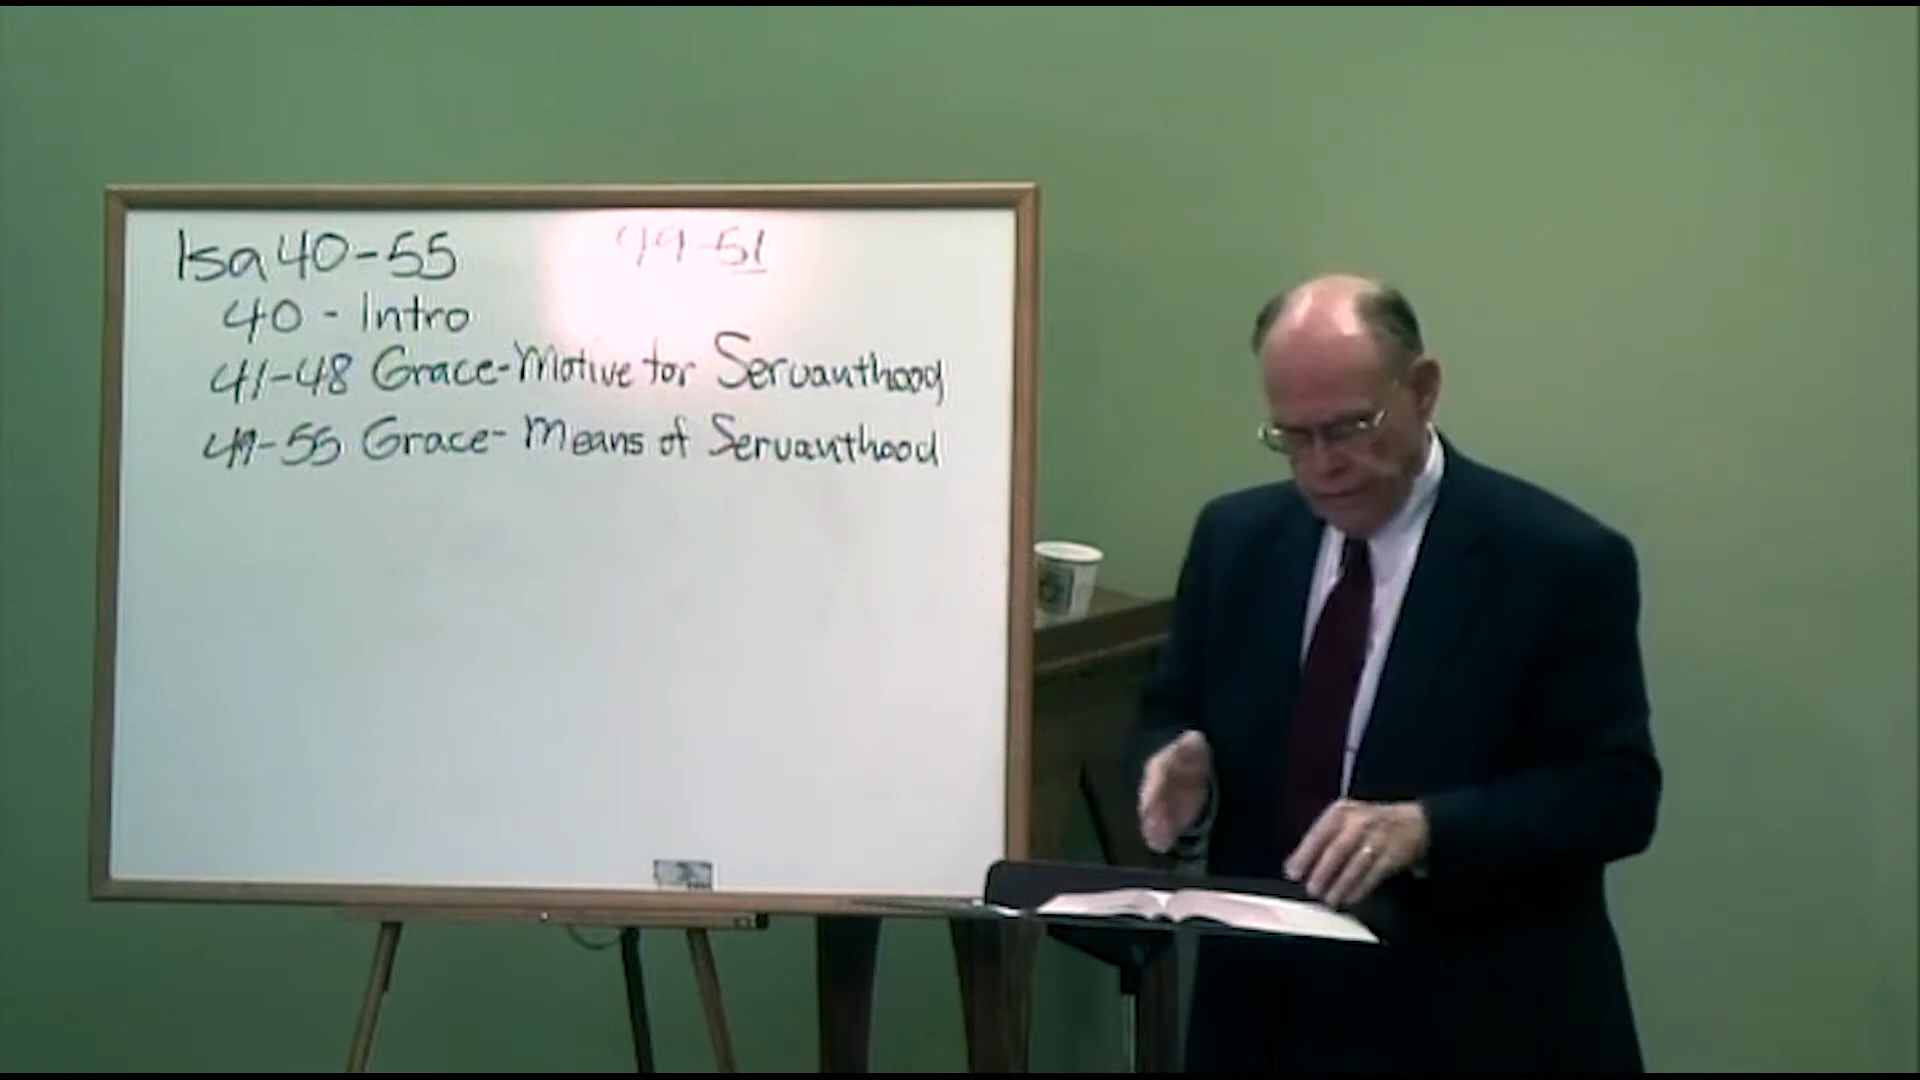 Isa 40-55
49-51
40 - Intro
41-48 Grace-Motive for Servanthood
49-55 Grace-Means of Servanthood